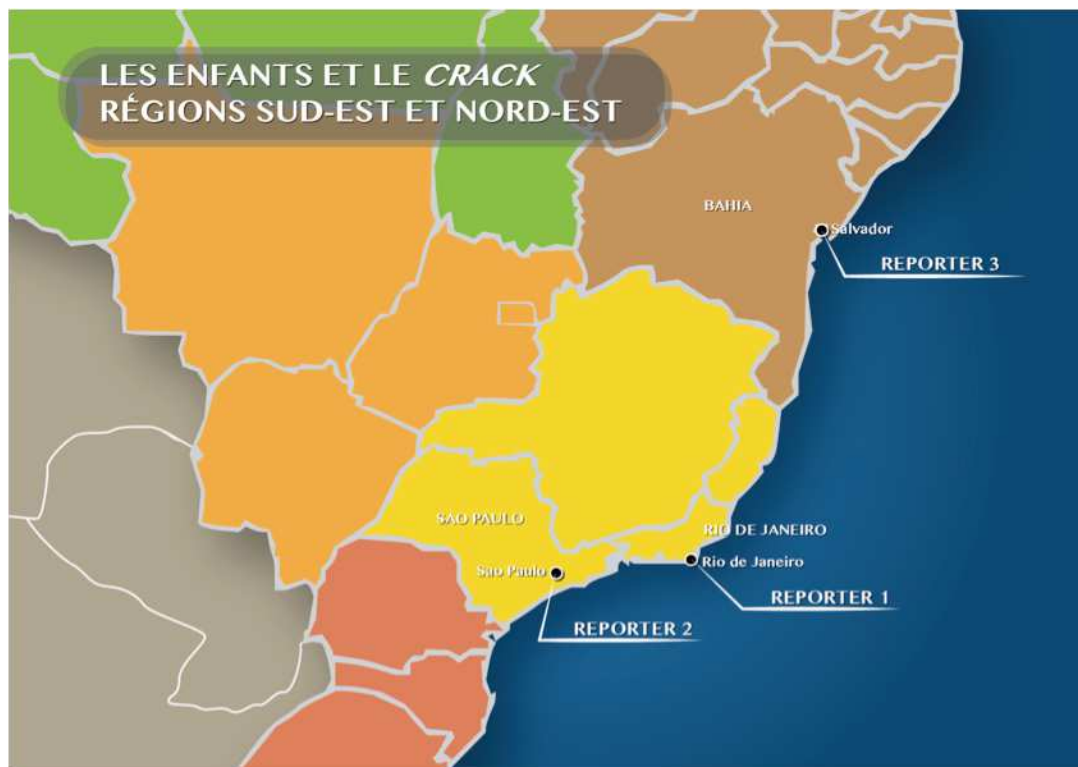 LES ENFANTS ET LE CRACK
RÉGIONS SUD-EST ET NORD-EST
BAHIA
Salvador
REPORTER 3
SAO PAULO
RIO DE JANEIRO
Sao Paulo
Rio de Janeiro
REPORTER 1
REPORTER 2